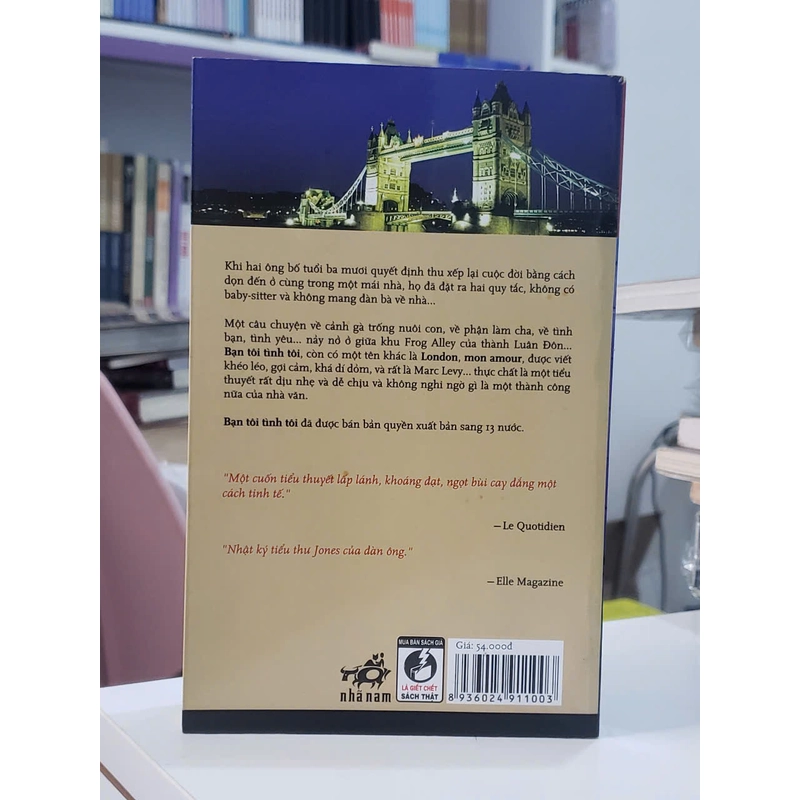 Khi hai ông bố tuổi ba mươi quyết định thu xếp lại cuộc đời bằng cách
dọn đến ở cùng trong một mái nhà, họ đã đặt ra hai quy tắc, không có
baby-sitter và không mang đàn bà về nhà...
Một câu chuyện về cảnh gà trống nuôi con, về phận làm cha, về tình
bạn, tình yêu... nảy nở ở giữa khu Frog Alley của thành Luân Đôn...
Bạn tôi tình tôi, còn có một tên khác là London, mon amour, được viết
khéo léo, gợi cảm, khá dí dỏm, và rất là Marc Levy... thực chất là một tiểu
thuyết rất dịu nhẹ và dễ chịu và không nghi ngờ gì là một thành công
nữa của nhà văn.
Bạn tôi tình tôi đã được bán bản quyền xuất bản sang 13 nước.
"Một cuốn tiểu thuyết lấp lánh, khoáng đạt, ngọt bùi cay đắng một
cách tinh tế."
—Le Quotidien
"Nhật ký tiểu thư Jones của đàn ông."
—Elle Magazine
nhã nam
MUA BÁN SÁCH GIẢ
LÀ GIẾT CHẾT
SÁCH THẬT
Giá: 54.000đ
8 936024 911003